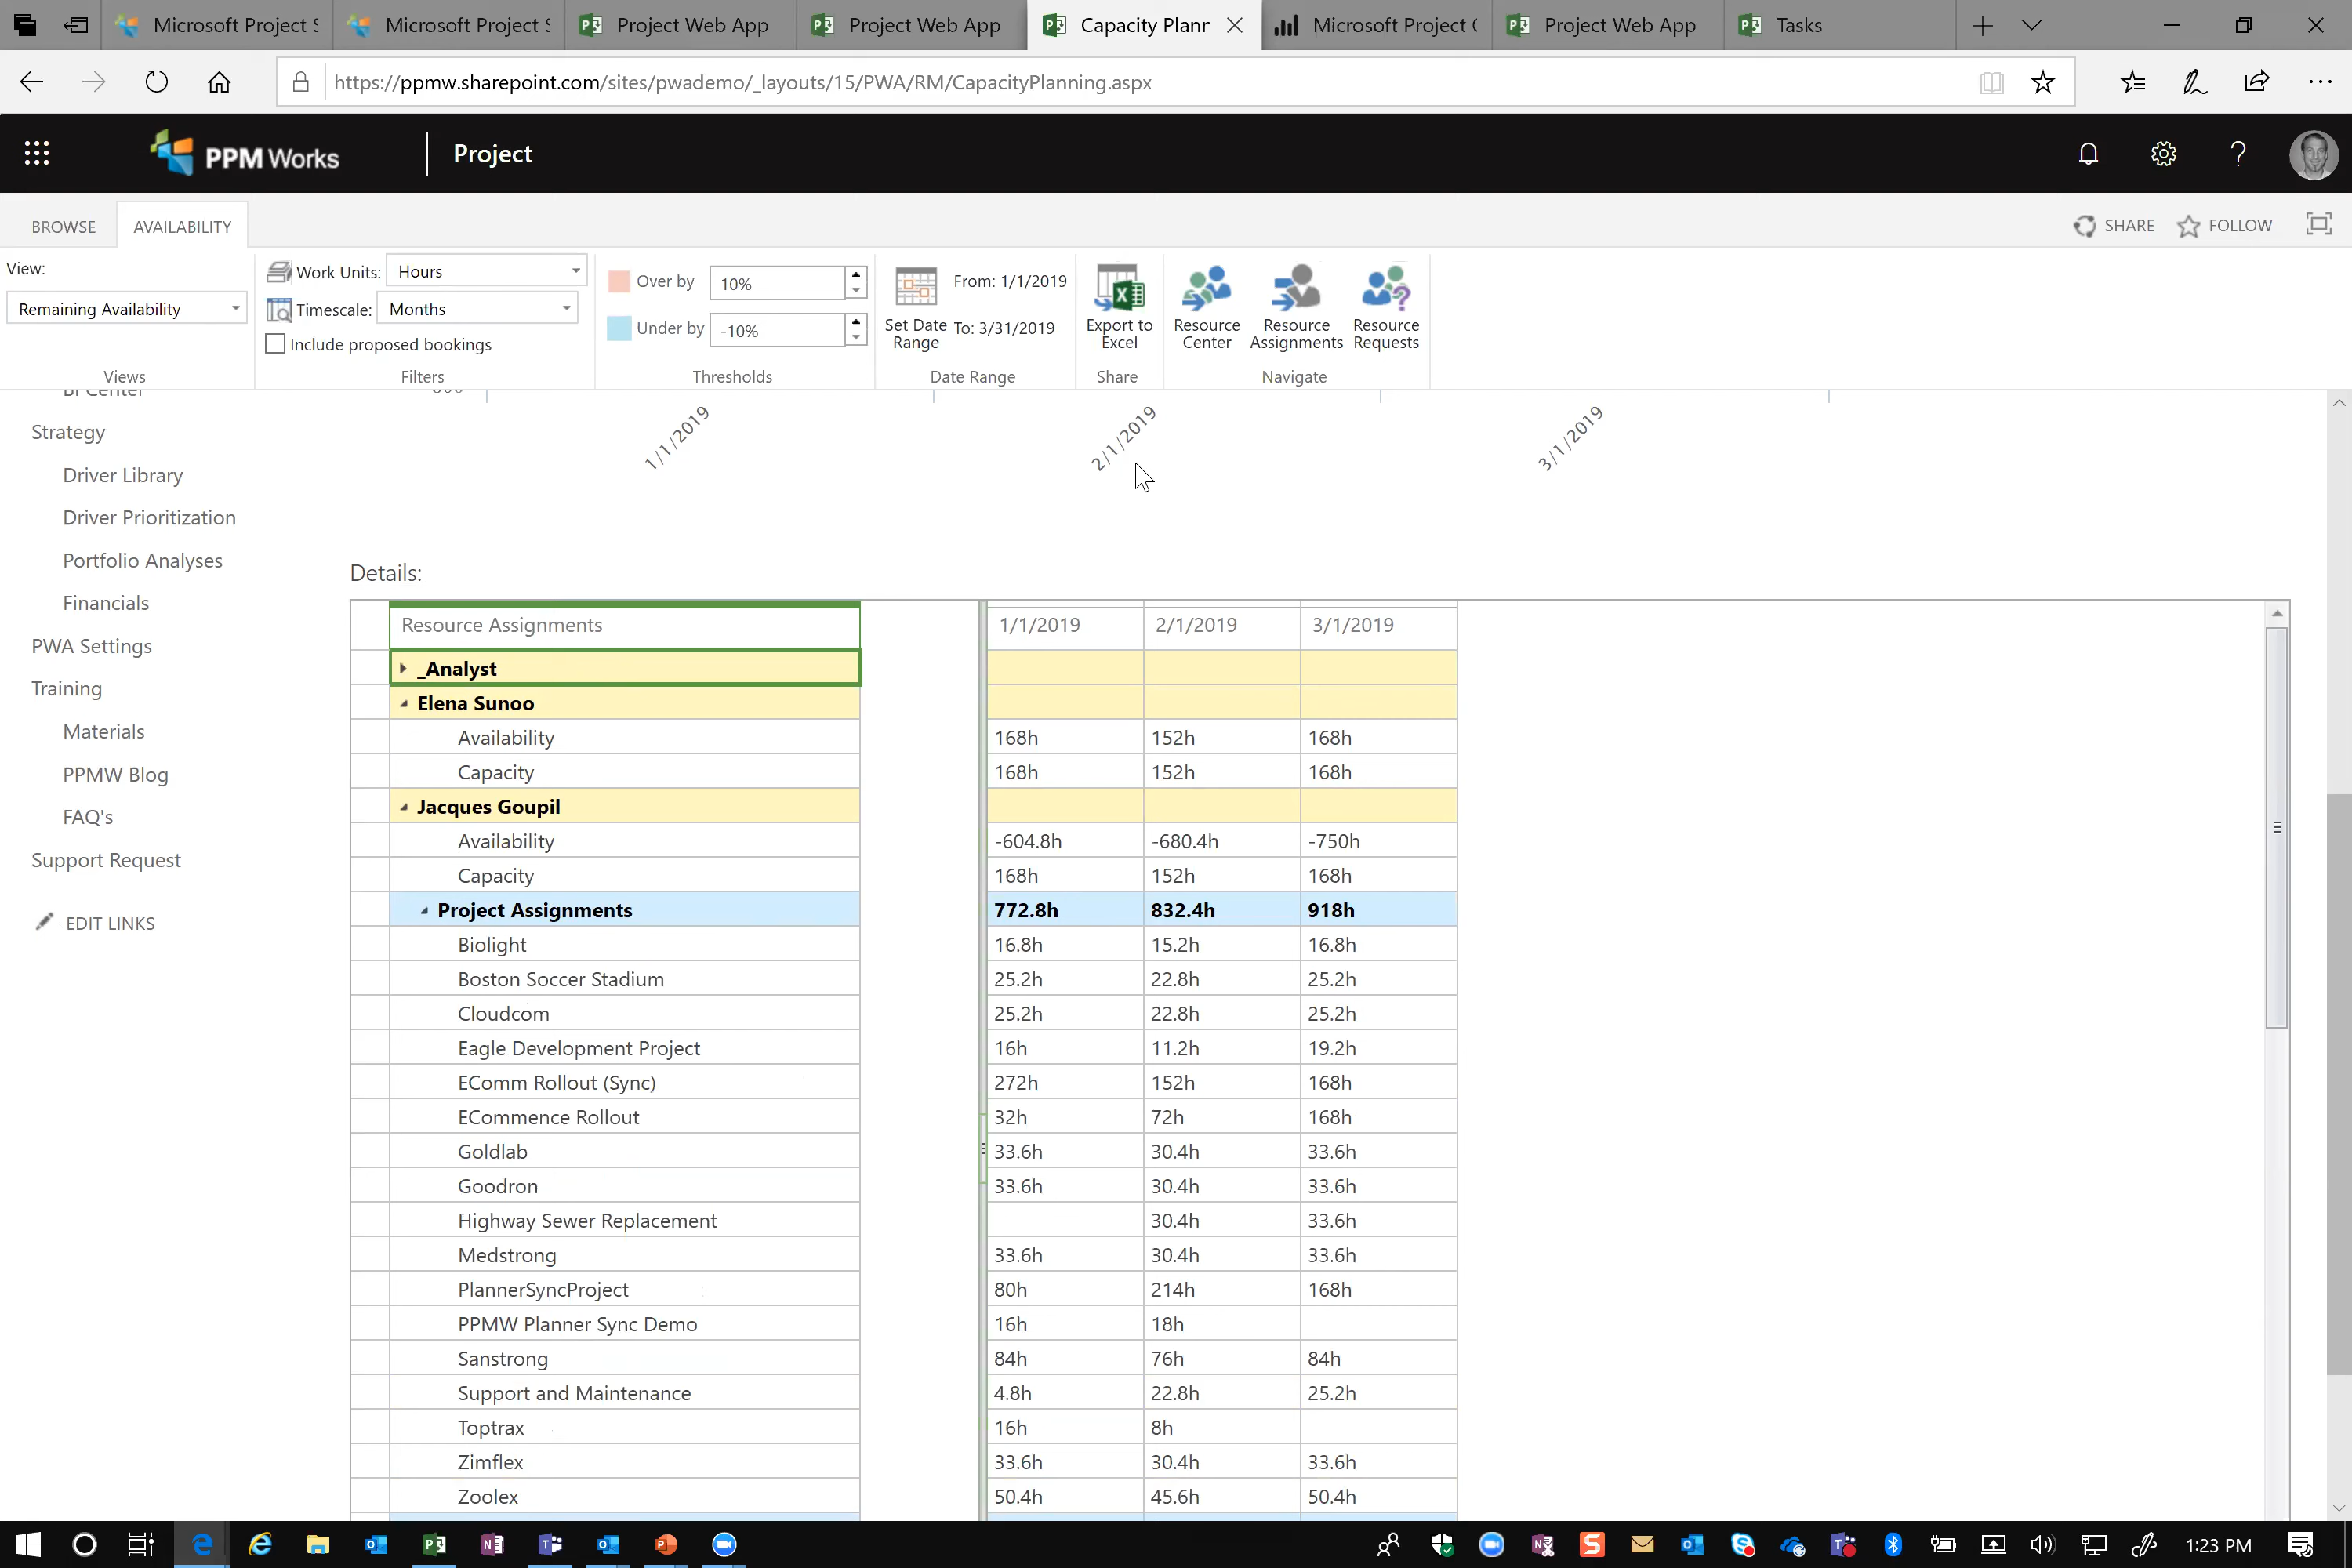 Microsoft Project S
Microsoft Project S
Project Web App
Project Web App
Capacity Planr
Microsoft Project C
Project Web App
Tasks
https://ppmw.sharepoint.com/sites/pwademo/_layouts/15/PWA/RM/CapacityPlanning.aspx
PPM Works
Project
BROWSE
AVAILABILITY
SHARE
FOLLOW
View:
Remaining Availability
Views
Work Units: Hours
Timescale: Months
Include proposed bookings
Filters
Over by 10%
Under by -10%
Thresholds
Set Date Range
From: 1/1/2019
To: 3/31/2019
Date Range
Export to Excel
Share
Resource Center
Resource Assignments
Resource Requests
Navigate
BI Center
Strategy
Driver Library
Driver Prioritization
Portfolio Analyses
Financials
PWA Settings
Training
Materials
PPMW Blog
FAQ's
Support Request
EDIT LINKS
1/1/2019
2/1/2019
3/1/2019
Details:
Resource Assignments 1/1/2019 2/1/2019 3/1/2019
_Analyst
Elena Sunoo
Availability 168h 152h 168h
Capacity 168h 152h 168h
Jacques Goupil
Availability -604.8h -680.4h -750h
Capacity 168h 152h 168h
Project Assignments 772.8h 832.4h 918h
Biolight 16.8h 15.2h 16.8h
Boston Soccer Stadium 25.2h 22.8h 25.2h
Cloudcom 25.2h 22.8h 25.2h
Eagle Development Project 16h 11.2h 19.2h
EComm Rollout (Sync) 272h 152h 168h
ECommence Rollout 32h 72h 168h
Goldlab 33.6h 30.4h 33.6h
Goodron 33.6h 30.4h 33.6h
Highway Sewer Replacement 30.4h 33.6h
Medstrong 33.6h 30.4h 33.6h
PlannerSyncProject 80h 214h 168h
PPMW Planner Sync Demo 16h 18h
Sanstrong 84h 76h 84h
Support and Maintenance 4.8h 22.8h 25.2h
Toptrax 16h 8h
Zimflex 33.6h 30.4h 33.6h
Zoolex 50.4h 45.6h 50.4h
1:23 PM